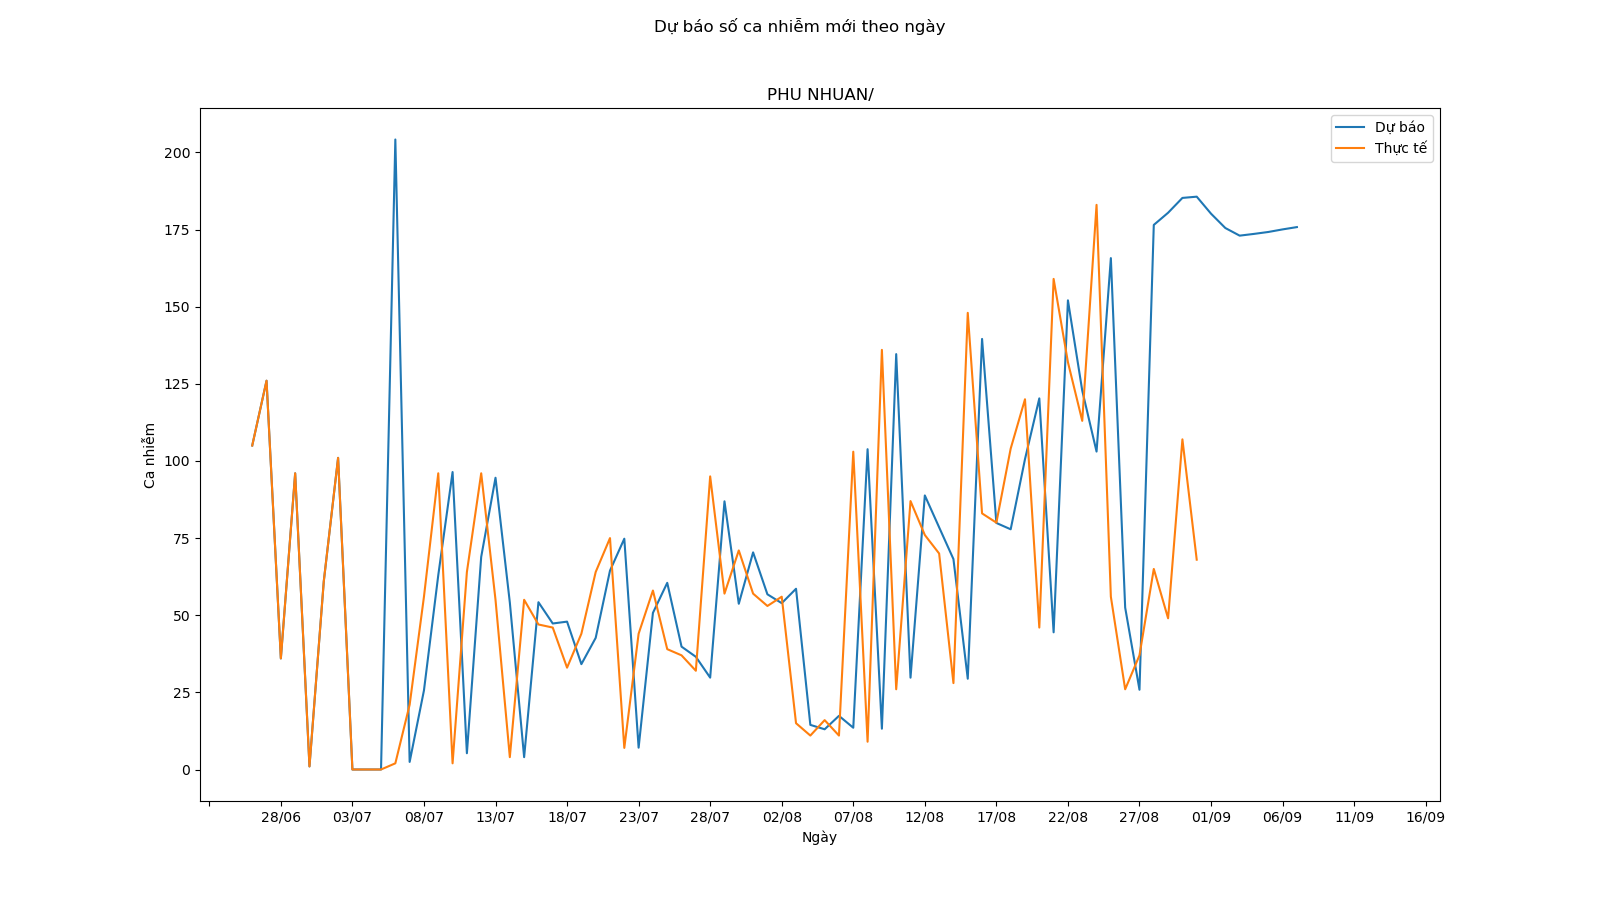 Dự báo số ca nhiễm mới theo ngày
PHU NHUAN/
Dự báo
Thực tế
200
175
150
125
100
75
50
25
0
Ca nhiễm
28/06 03/07 08/07 13/07 18/07 23/07 28/07 02/08 07/08 12/08 17/08 22/08 27/08 01/09 06/09 11/09 16/09
Ngày